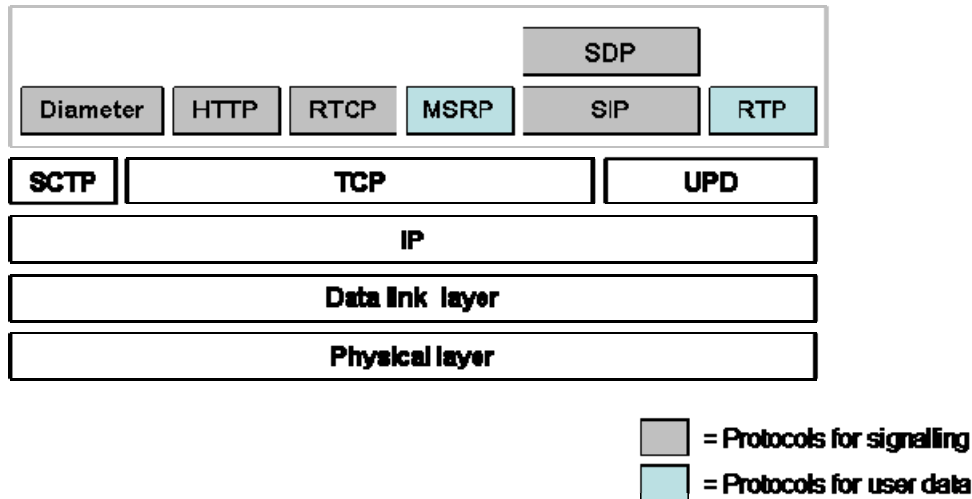 SDP
Diameter HTTP RTCP MSRP SIP RTP
SCTP TCP UPD
IP
Data link layer
Physical layer
= Protocols for signalling
= Protocols for user data